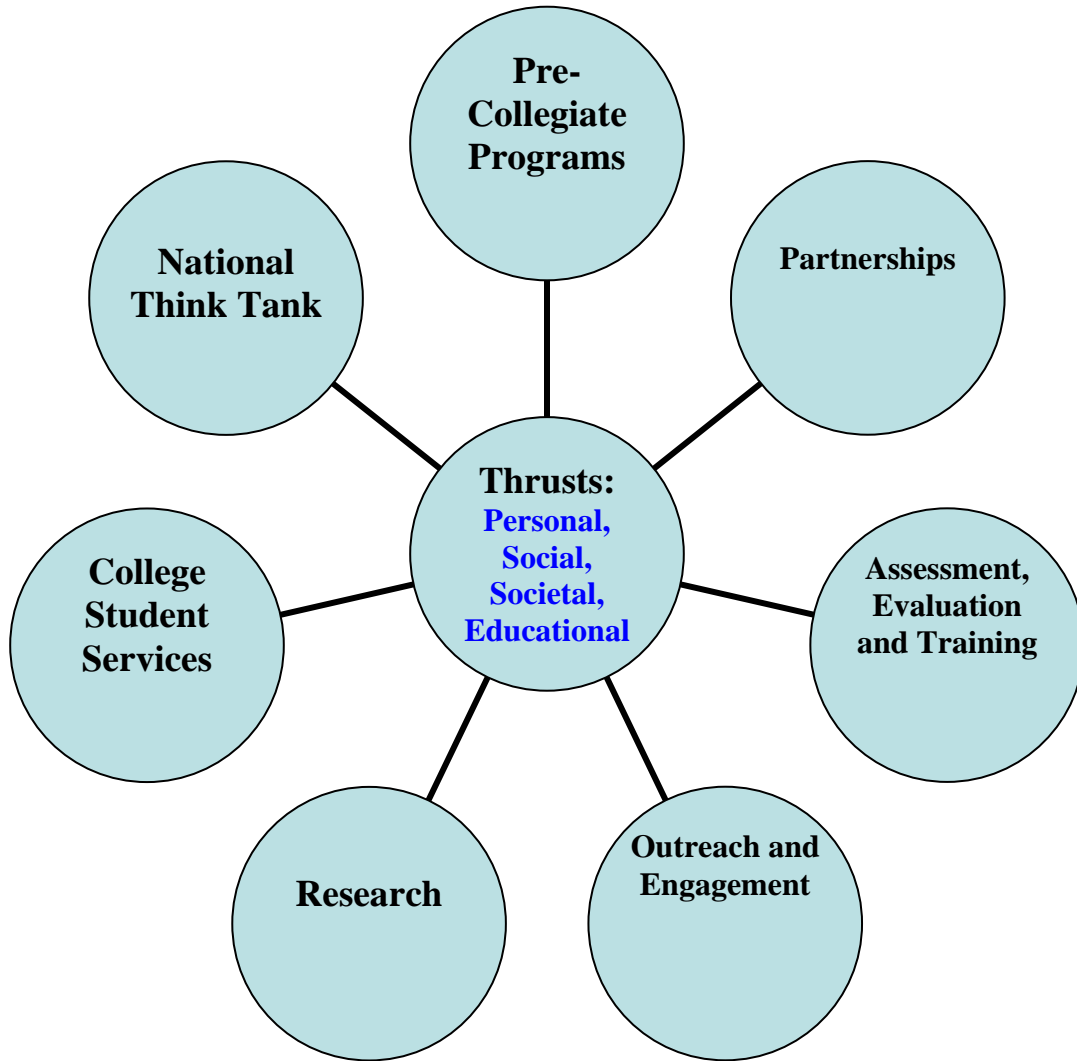 Pre-
Collegiate
Programs
National
Think Tank
Partnerships
Thrusts:
Personal,
Social,
Societal,
Educational
College
Student
Services
Assessment,
Evaluation
and Training
Research
Outreach and
Engagement